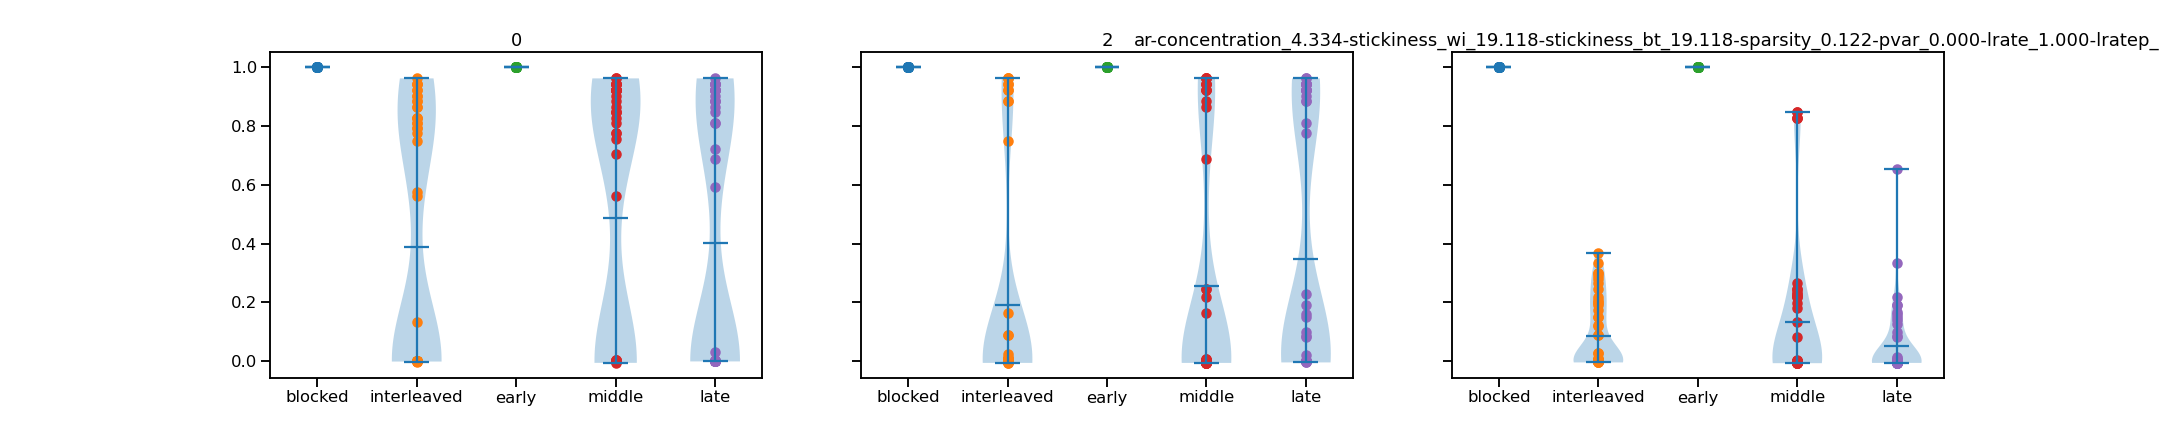 0
2
ar-concentration_4.334-stickiness_wi_19.118-stickiness_bt_19.118-sparsity_0.122-pvar_0.000-lrate_1.000-lratep_
1.0
0.8
0.6
0.4
0.2
0.0
blocked interleaved early middle late
blocked interleaved early middle late
blocked interleaved early middle late